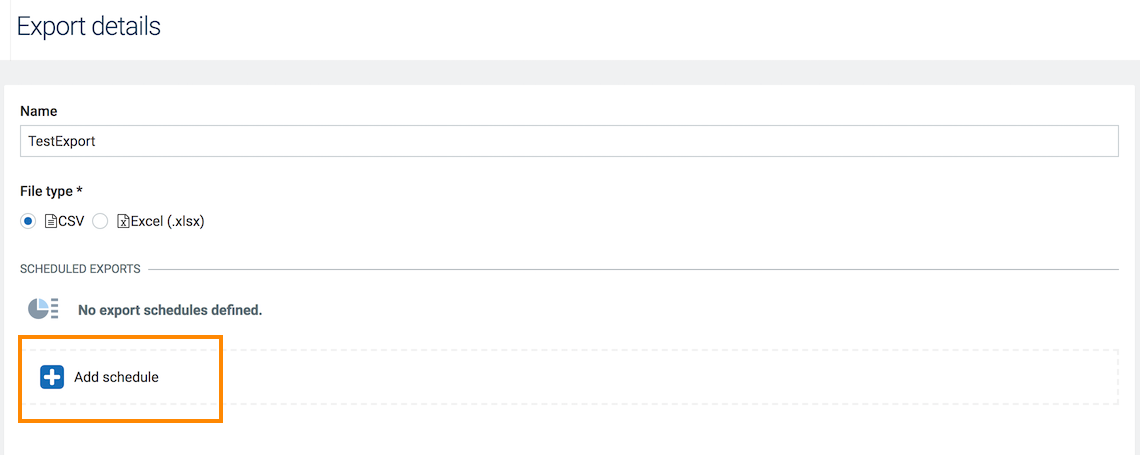 Export details
Name
TestExport
File type *
CSV Excel (.xlsx)
SCHEDULED EXPORTS
No export schedules defined.
Add schedule